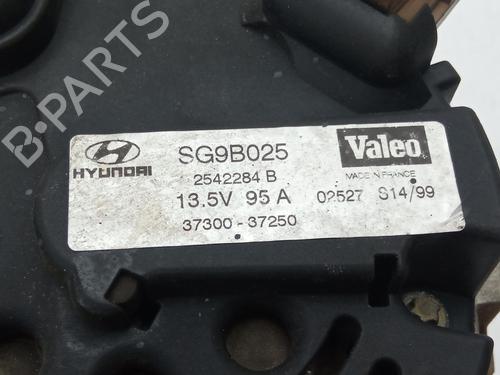 B-PARTS
HYUNDAI
SG9B025
2542284 B
13.5V 95 A
37300 - 37250
Valeo
MADE IN FRANCE
02527 S14/99